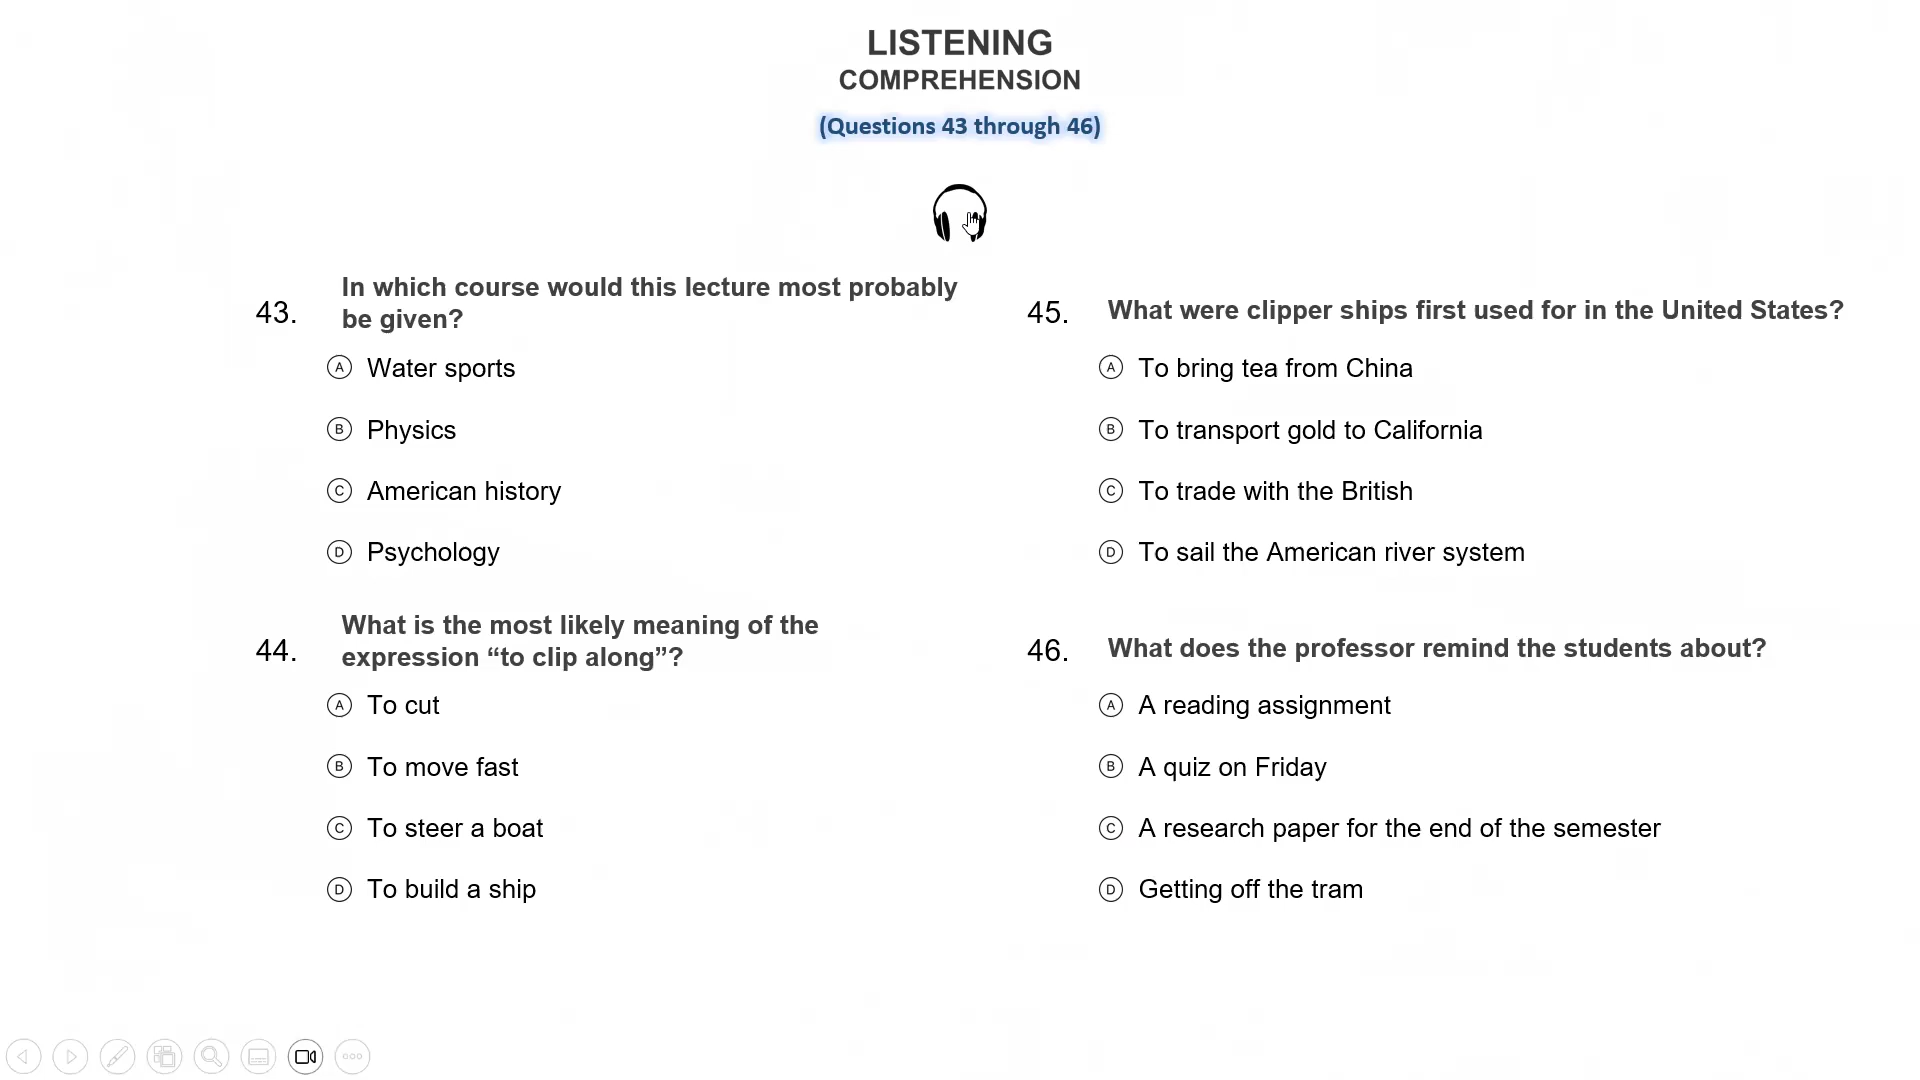 LISTENING
COMPREHENSION
(Questions 43 through 46)
43.
In which course would this lecture most probably
be given?
A Water sports
B Physics
C American history
D Psychology
44.
What is the most likely meaning of the
expression “to clip along”?
A To cut
B To move fast
C To steer a boat
D To build a ship
45.
What were clipper ships first used for in the United States?
A To bring tea from China
B To transport gold to California
C To trade with the British
D To sail the American river system
46.
What does the professor remind the students about?
A A reading assignment
B A quiz on Friday
C A research paper for the end of the semester
D Getting off the tram